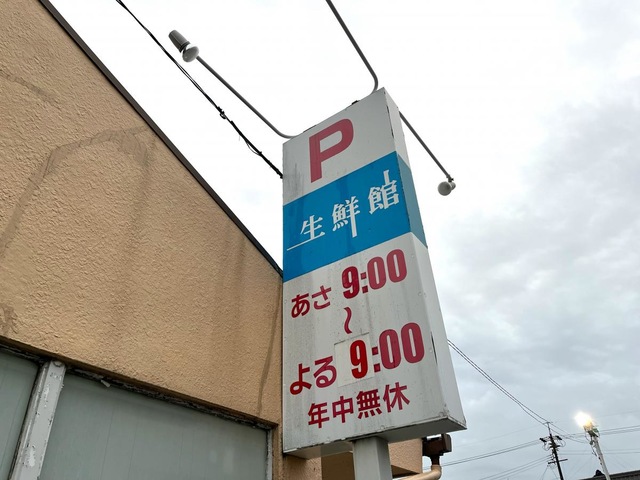 P
生鮮館
あさ 9:00
〜
よる 9:00
年中無休